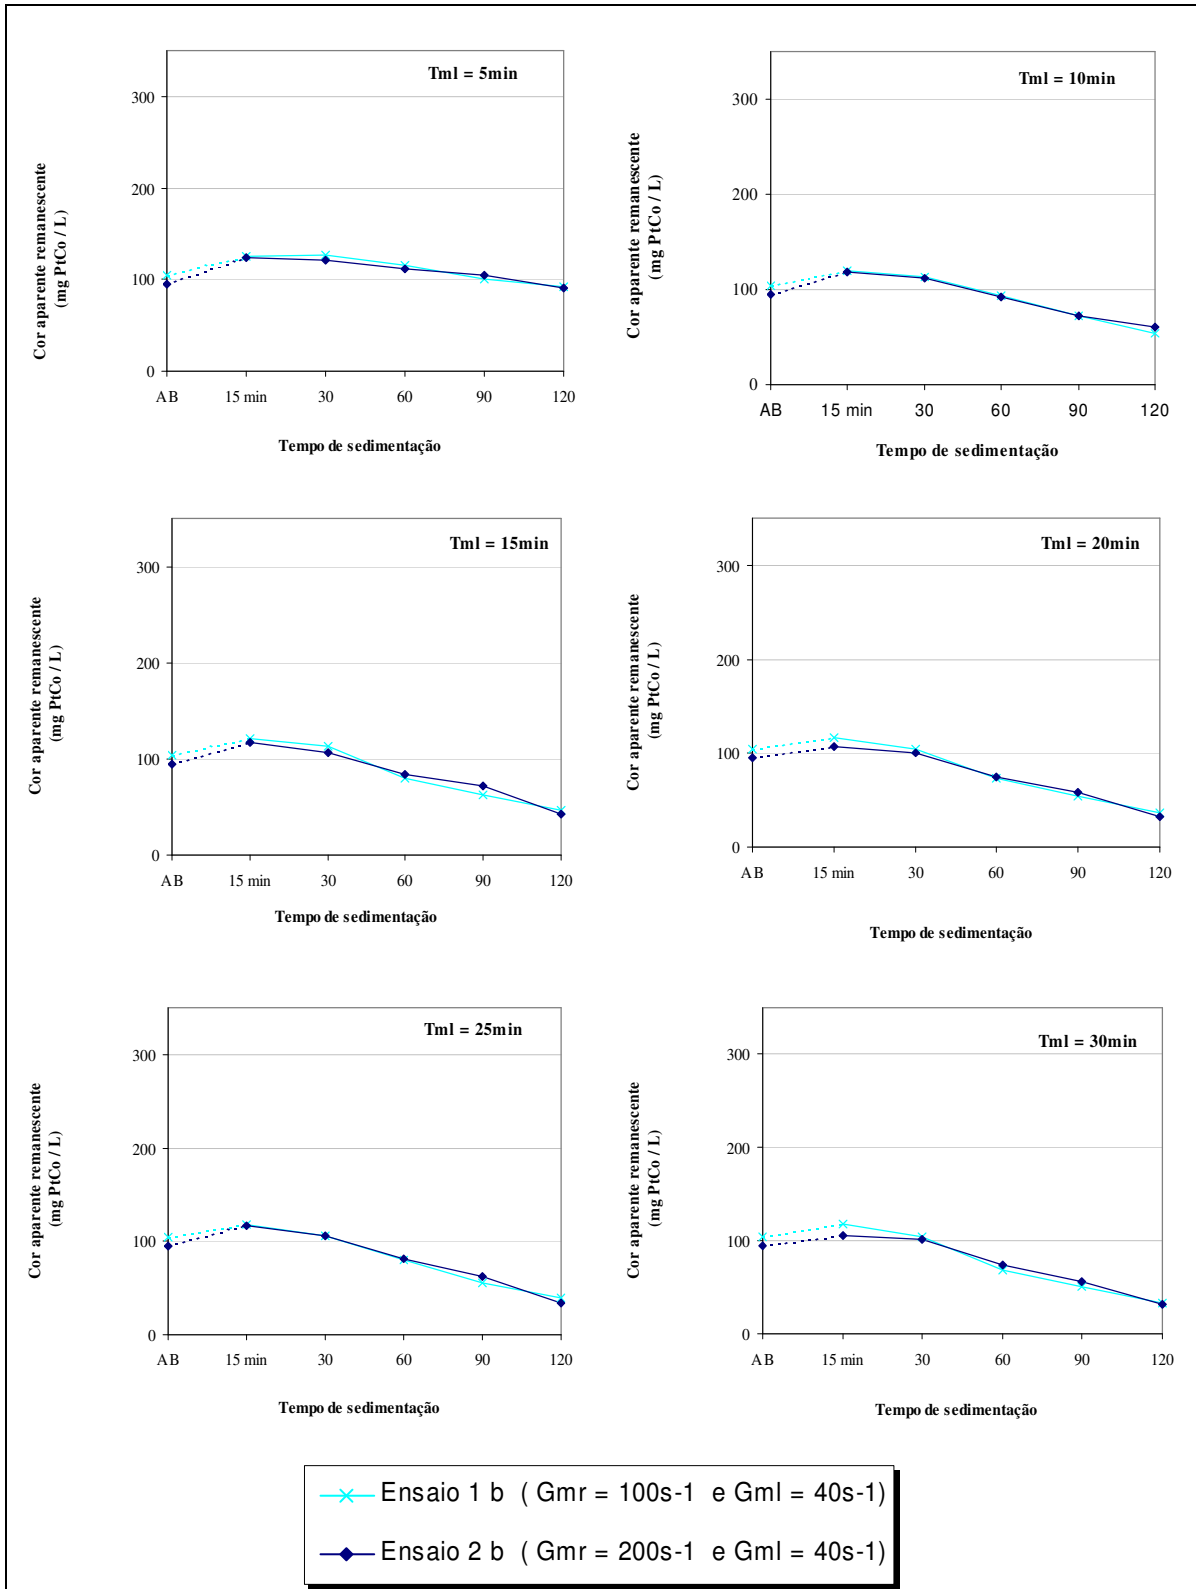 Tml = 5min
300
200
100
0
AB 15 min 30 60 90 120
Tempo de sedimentação
Cor aparente remanescente
(mg PtCo / L)
Tml = 10min
300
200
100
0
AB 15 min 30 60 90 120
Tempo de sedimentação
Cor aparente remanescente
(mg PtCo / L)
Tml = 15min
300
200
100
0
AB 15 min 30 60 90 120
Tempo de sedimentação
Cor aparente remanescente
(mg PtCo / L)
Tml = 20min
300
200
100
0
AB 15 min 30 60 90 120
Tempo de sedimentação
Cor aparente remanescente
(mg PtCo / L)
Tml = 25min
300
200
100
0
AB 15 min 30 60 90 120
Tempo de sedimentação
Cor aparente remanescente
(mg PtCo / L)
Tml = 30min
300
200
100
0
AB 15 min 30 60 90 120
Tempo de sedimentação
Cor aparente remanescente
(mg PtCo / L)
Ensaio 1 b ( Gmr = 100s-1 e Gml = 40s-1)
Ensaio 2 b ( Gmr = 200s-1 e Gml = 40s-1)